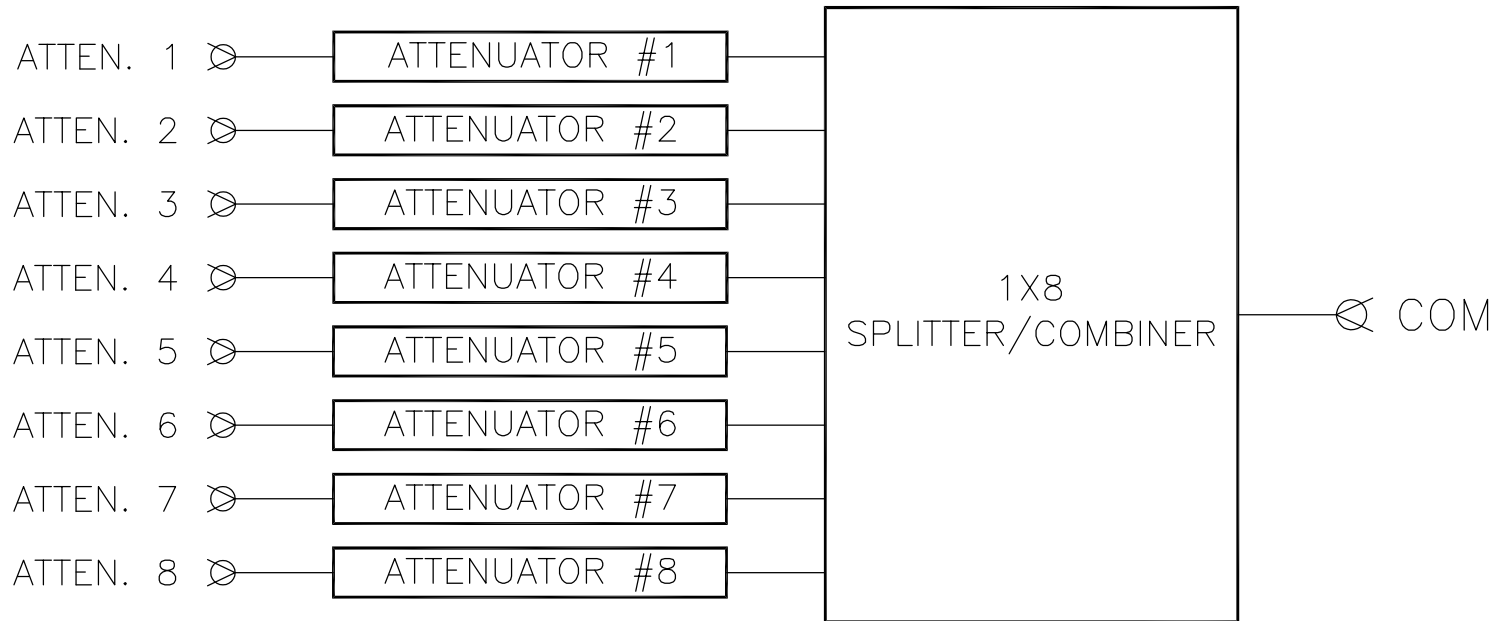 ATTEN. 1 ATTENUATOR #1
ATTEN. 2 ATTENUATOR #2
ATTEN. 3 ATTENUATOR #3
ATTEN. 4 ATTENUATOR #4
ATTEN. 5 ATTENUATOR #5
ATTEN. 6 ATTENUATOR #6
ATTEN. 7 ATTENUATOR #7
ATTEN. 8 ATTENUATOR #8
1X8
SPLITTER/COMBINER
COM